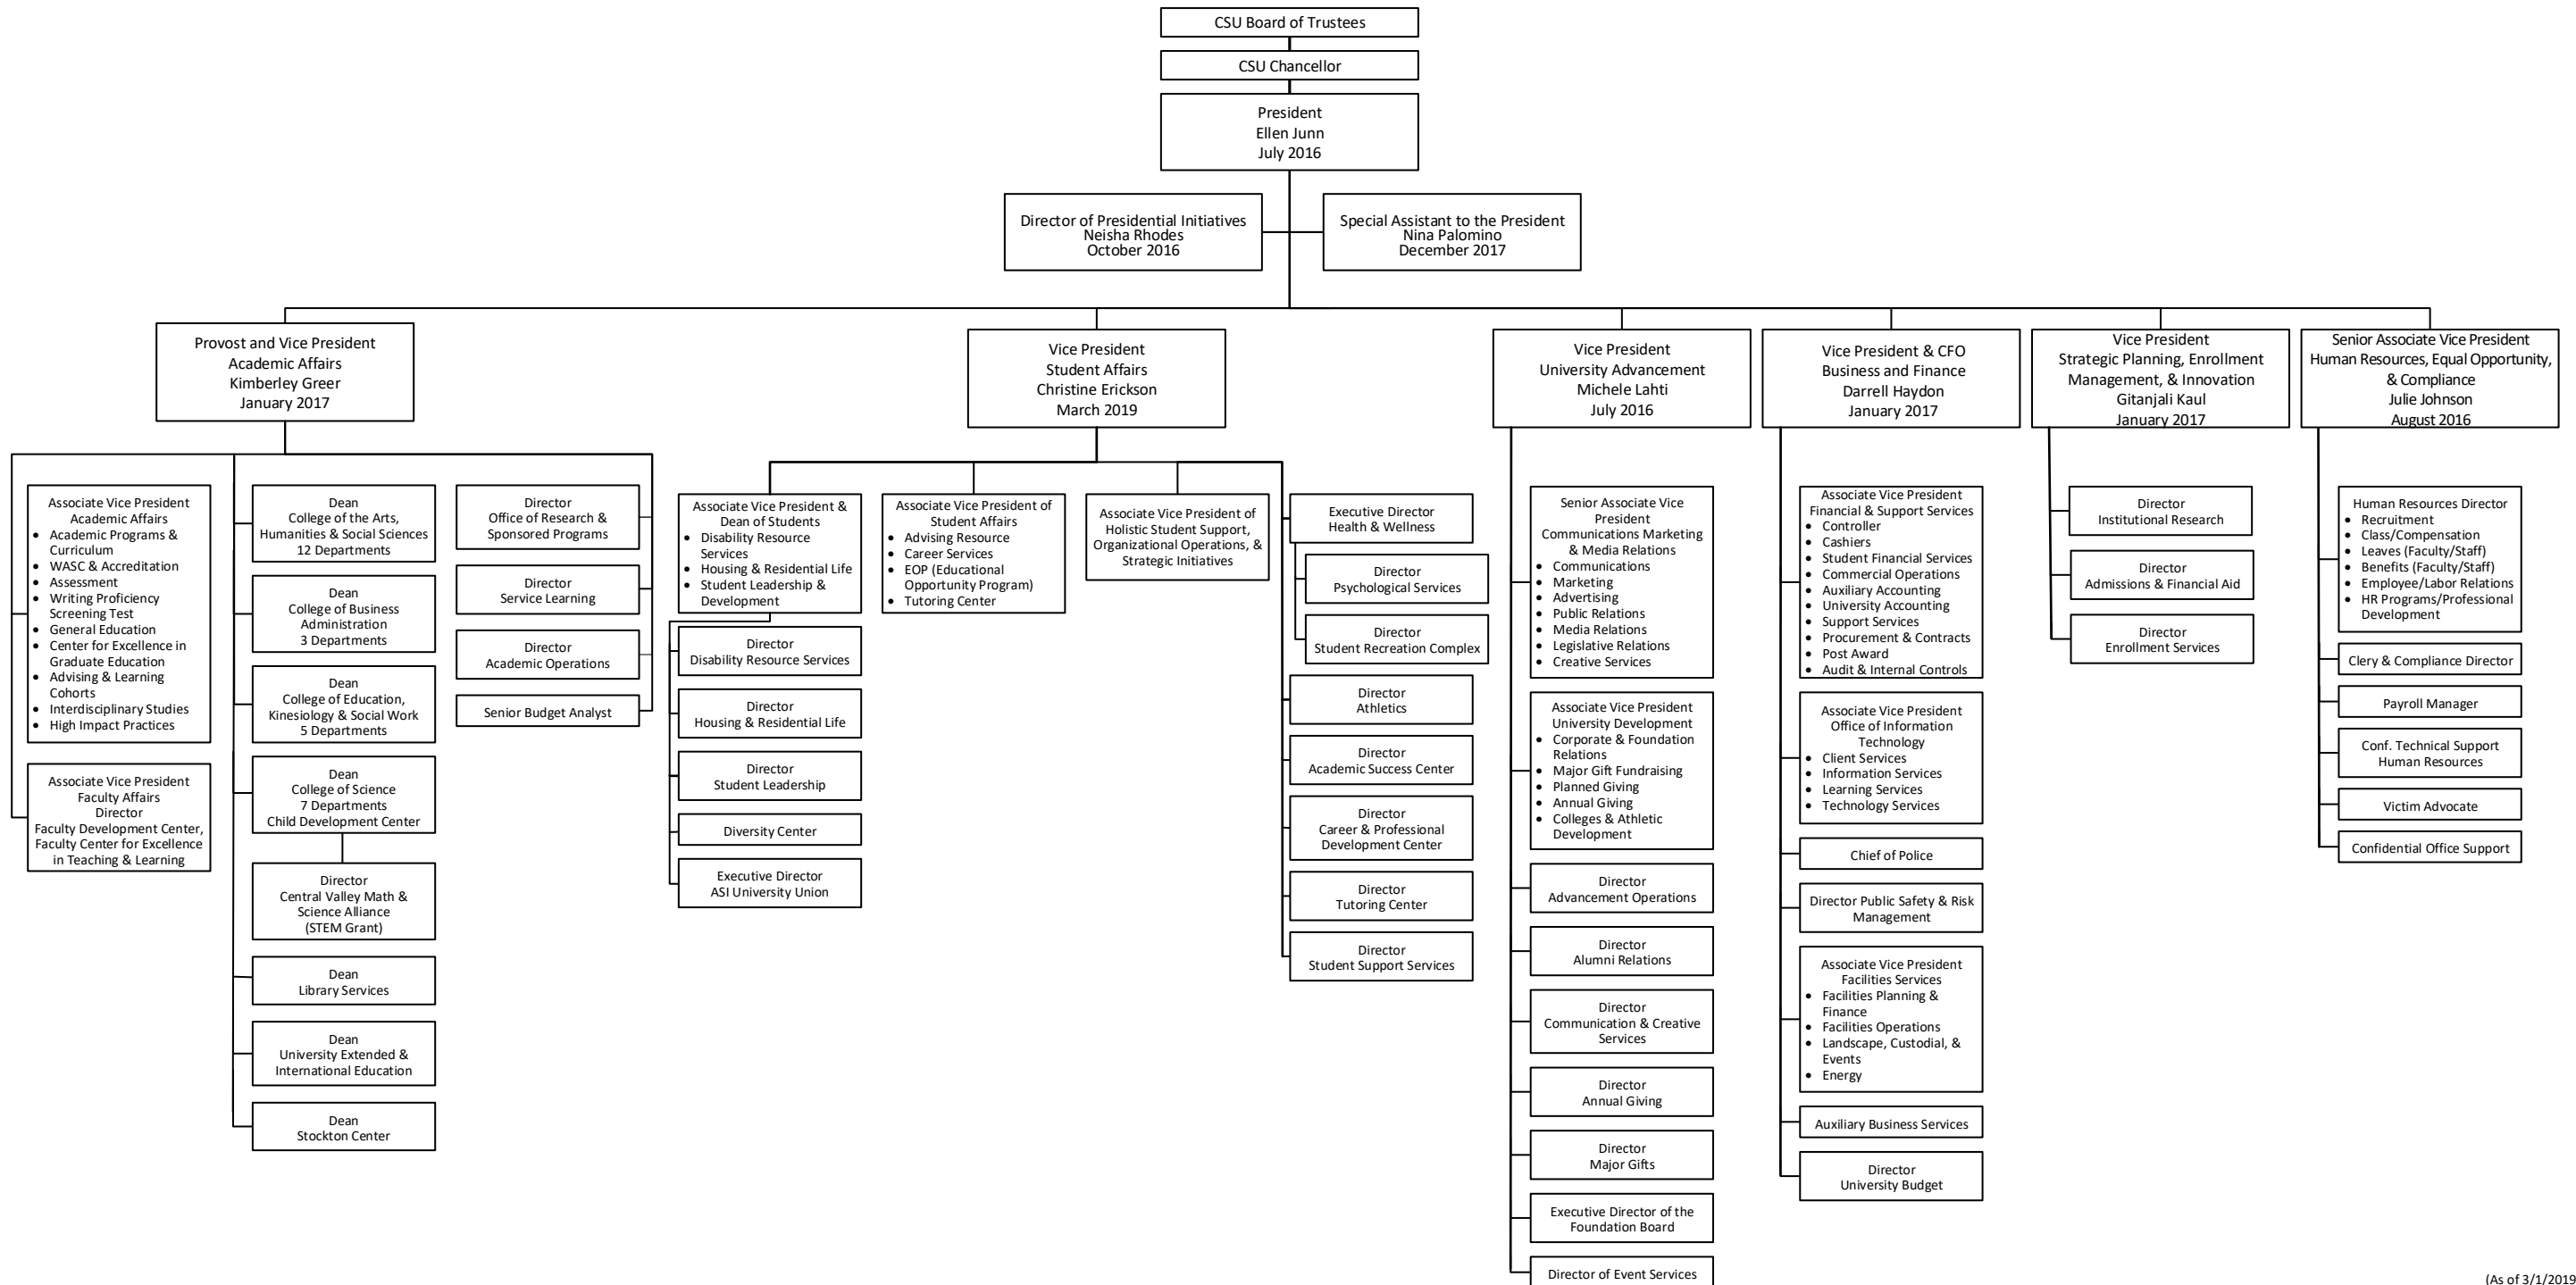 CSU Board of Trustees
CSU Chancellor
President
Ellen Junn
July 2016
Director of Presidential Initiatives
Neisha Rhodes
October 2016
Special Assistant to the President
Nina Palomino
December 2017
Provost and Vice President
Academic Affairs
Kimberley Greer
January 2017
Vice President
Student Affairs
Christine Erickson
March 2019
Vice President
University Advancement
Michele Lahti
July 2016
Vice President & CFO
Business and Finance
Darrell Haydon
January 2017
Vice President
Strategic Planning, Enrollment
Management, & Innovation
Gitanjali Kaul
January 2017
Senior Associate Vice President
Human Resources, Equal Opportunity,
& Compliance
Julie Johnson
August 2016
Associate Vice President
Academic Affairs
• Academic Programs &
Curriculum
• WASC & Accreditation
• Assessment
• Writing Proficiency
Screening Test
• General Education
• Center for Excellence in
Graduate Education
• Advising & Learning
Cohorts
• Interdisciplinary Studies
• High Impact Practices
Associate Vice President
Faculty Affairs
Director
Faculty Development Center,
Faculty Center for Excellence
in Teaching & Learning
Dean
College of the Arts,
Humanities & Social Sciences
12 Departments
Dean
College of Business
Administration
3 Departments
Dean
College of Education,
Kinesiology & Social Work
5 Departments
Dean
College of Science
7 Departments
Child Development Center
Director
Central Valley Math &
Science Alliance
(STEM Grant)
Dean
Library Services
Dean
University Extended &
International Education
Dean
Stockton Center
Director
Office of Research &
Sponsored Programs
Director
Service Learning
Director
Academic Operations
Senior Budget Analyst
Associate Vice President &
Dean of Students
• Disability Resource
Services
• Housing & Residential Life
• Student Leadership &
Development
Director
Disability Resource Services
Director
Housing & Residential Life
Director
Student Leadership
Diversity Center
Executive Director
ASI University Union
Associate Vice President of
Student Affairs
• Advising Resource
• Career Services
• EOP (Educational
Opportunity Program)
• Tutoring Center
Associate Vice President of
Holistic Student Support,
Organizational Operations, &
Strategic Initiatives
Executive Director
Health & Wellness
Director
Psychological Services
Director
Student Recreation Complex
Director
Athletics
Director
Academic Success Center
Director
Career & Professional
Development Center
Director
Tutoring Center
Director
Student Support Services
Senior Associate Vice
President
Communications Marketing
& Media Relations
• Communications
• Marketing
• Advertising
• Public Relations
• Media Relations
• Legislative Relations
• Creative Services
Associate Vice President
University Development
• Corporate & Foundation
Relations
• Major Gift Fundraising
• Planned Giving
• Annual Giving
• Colleges & Athletic
Development
Director
Advancement Operations
Director
Alumni Relations
Director
Communication & Creative
Services
Director
Annual Giving
Director
Major Gifts
Executive Director of the
Foundation Board
Director of Event Services
Associate Vice President
Financial & Support Services
• Controller
• Cashiers
• Student Financial Services
• Commercial Operations
• Auxiliary Accounting
• University Accounting
• Support Services
• Procurement & Contracts
• Post Award
• Audit & Internal Controls
Associate Vice President
Office of Information
Technology
• Client Services
• Information Services
• Learning Services
• Technology Services
Chief of Police
Director Public Safety & Risk
Management
Associate Vice President
Facilities Services
• Facilities Planning &
Finance
• Facilities Operations
• Landscape, Custodial, &
Events
• Energy
Auxiliary Business Services
Director
University Budget
Director
Institutional Research
Director
Admissions & Financial Aid
Director
Enrollment Services
Human Resources Director
• Recruitment
• Class/Compensation
• Leaves (Faculty/Staff)
• Benefits (Faculty/Staff)
• Employee/Labor Relations
• HR Programs/Professional
Development
Clery & Compliance Director
Payroll Manager
Conf. Technical Support
Human Resources
Victim Advocate
Confidential Office Support
(As of 3/1/2019